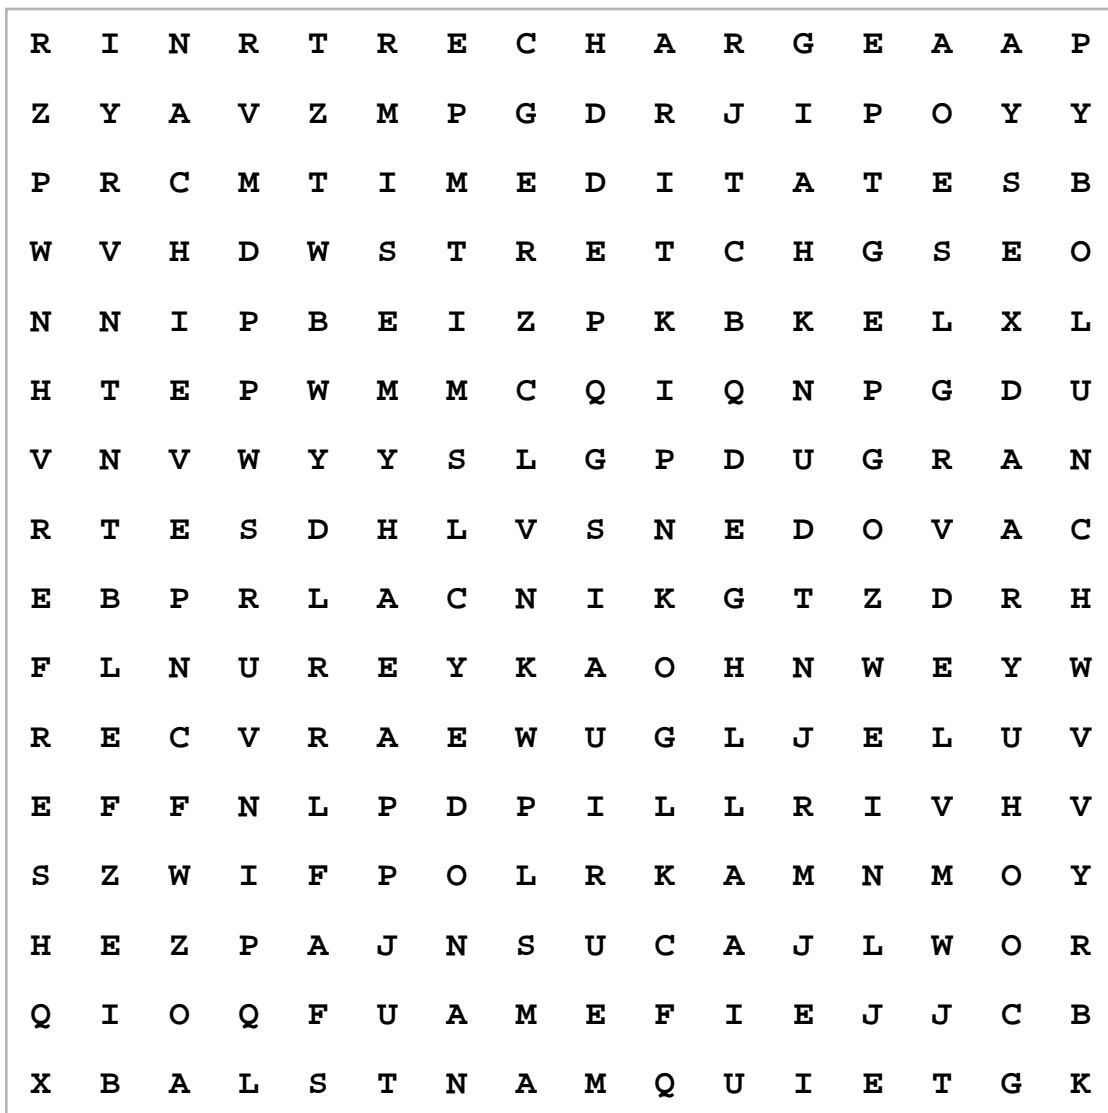 R I N R T R E C H A R G E A A P
Z Y A V Z M P G D R J I P O Y Y
P R C M T I M E D I T A T E S B
W V H D W S T R E T C H G S E O
N N I P B E I Z P K B K E L X L
H T E P W M M C Q I Q N P G D U
V N V W Y Y S L G P D U G R A N
R T E S D H L V S N E D O V A C
E B P R L A C N I K G T Z D R H
F L N U R E Y K A O H N W E Y W
R E C V R A E W U G L J E L U V
E F F N L P D P I L L R I V H V
S Z W I F P O L R K A M N M O Y
H E Z P A J N S U C A J L W O R
Q I O Q F U A M E F I E J J C B
X B A L S T N A M Q U I E T G K